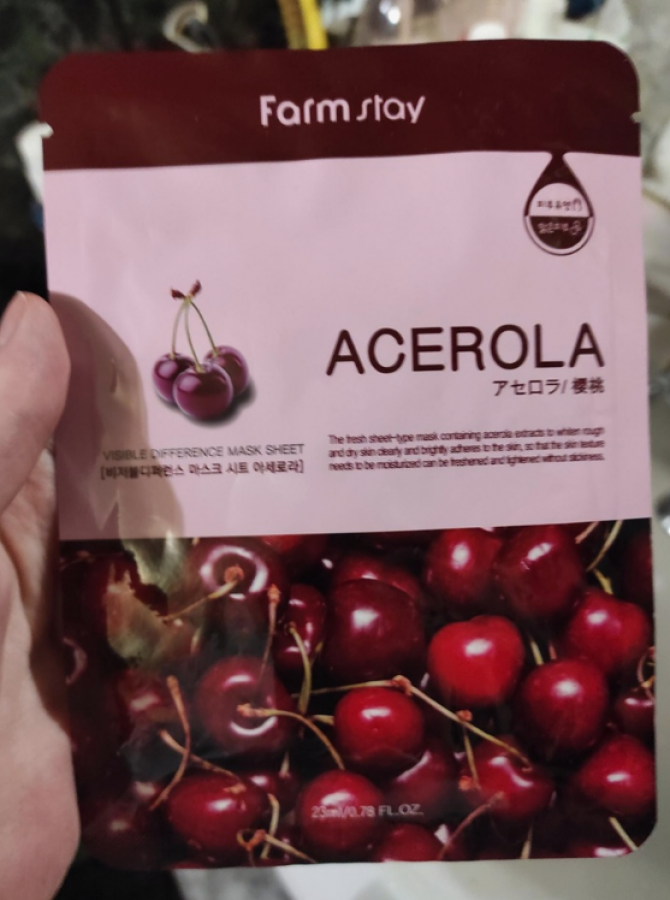 Farm stay
ACEROLA
アセロラ/ 櫻桃
VISIBLE DIFFERENCE MASK SHEET
[비져블디퍼런스 마스크 시트 아세로라]
The fresh sheet-type mask containing acerola extracts to whiten rough
and dry skin clearly and brightly adheres to the skin, so that the skin texture
needs to be moisturized can be freshened and tightened without stickiness.
23ml/0.78 FL.OZ.